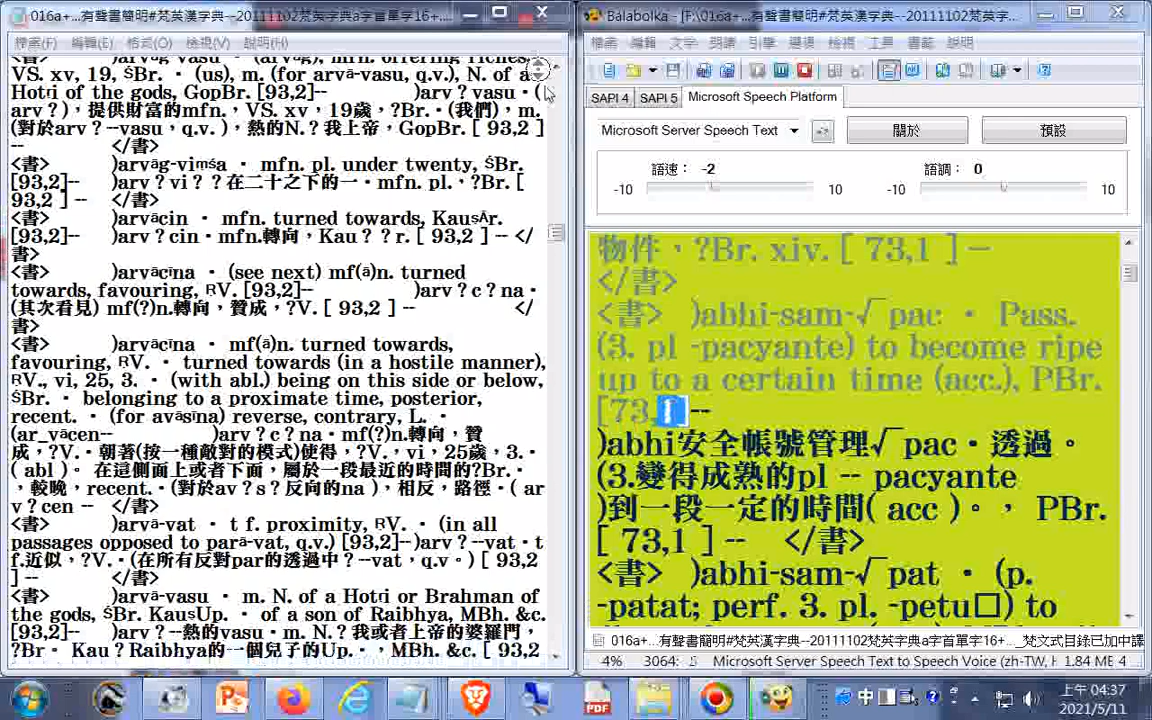 016a+...有聲書簡明#梵英漢字典--20111102梵英字典a字首單字16+...
檔案(F) 編輯(E) 格式(O) 檢視(V) 說明(H)
VS. xv, 19, ŚBr. · (us), m. (for arvā-vasu, q.v.), N. of a
Hotri of the gods, GopBr. [93,2]-- )arv？vasu · (
arv？)，提供財富的mfn，VS. xv，19歲，?Br. · (我們)，m.
(對於arv？--vasu，q.v.)，熱的N.？我上帝，GopBr. [ 93,2 ]
-- </書>
<書> )arvāg-viṃśa · mfn. pl. under twenty, ŚBr.
[93,2]-- )arv？vi？？在二十之下的一 · mfn. pl.，?Br. [
93,2 ] -- </書>
<書> )arvācin · mfn. turned towards, KauṣĀr.
[93,2]-- )arv？cin · mfn.轉向，Kau？？r. [ 93,2 ] -- </
書>
<書> )arvācīna · (see next) mf(ā)n. turned
towards, favouring, RV. [93,2]-- )arv？c？na ·
(其次看見) mf(?)n.轉向，贊成，?V. [ 93,2 ] -- </
書>
<書> )arvācīna · mf(ā)n. turned towards,
favouring, RV. · turned towards (in a hostile manner),
RV., vi, 25, 3. · (with abl.) being on this side or below,
ŚBr. · belonging to a proximate time, posterior,
recent. · (for avāsīna) reverse, contrary, L. ·
(ar_vācen-- )arv？c？na · mf(?)n.轉向，贊
成，?V. · 朝著(按一種敵對的模式)使得，?V.，vi，25歲，3. ·
( abl )。 在這個側面上或者下面，屬於一段最近的時間的?Br. ·
，較晚，recent. · (對於av？s？反向的na )，相反，路徑 · ( ar
v？cen -- </書>
<書> )arvā-vat · t f. proximity, RV. · (in all
passages opposed to parā-vat, q.v.) [93,2]-- )arv？--vat · t
f.近似，?V. · (在所有反對par的透過中？--vat，q.v。) [ 93,2
] -- </書>
<書> )arvā-vasu · m. N. of a Hotri or Brahman of
the gods, ŚBr. KauṣUp. · of a son of Raibhya, MBh. &c.
[93,2]-- )arv？--熱的vasu · m. N.？我或者上帝的婆羅門，
?Br · Kau？Raibhya的一個兒子的Up. ·，MBh. &c. [ 93,2
Balabolka - [F:\016a+...有聲書簡明#梵英漢字典--20111102梵英字...
檔案 編輯 文字 朗讀 引擎 選項 檢視 工具 書籤 說明
SAPI 4 SAPI 5 Microsoft Speech Platform
Microsoft Server Speech Text 關於 預設
語速： -2 語調： 0
-10 10 -10 10
物件，?Br. xiv. [ 73,1 ] --
</書>
<書> )abhi-sam-√ pac · Pass.
(3. pl -pacyante) to become ripe
up to a certain time (acc.), PBr.
[73,1]--
)abhi安全帳號管理√ pac · 透過。
(3.變得成熟的pl -- pacyante
)到一段一定的時間( acc )。， PBr.
[ 73,1 ] -- </書>
<書> )abhi-sam-√ pat · (p.
-patat; perf. 3. pl. -petu□) to
016a+...有聲書簡明#梵英漢字典--20111102梵英字典a字首單字16+..._梵文式目錄已加中譯
4% 3064: 5 Microsoft Server Speech Text to Speech Voice (zh-TW, H 1.84 MB 4
中
上午 04:37
2021/5/11